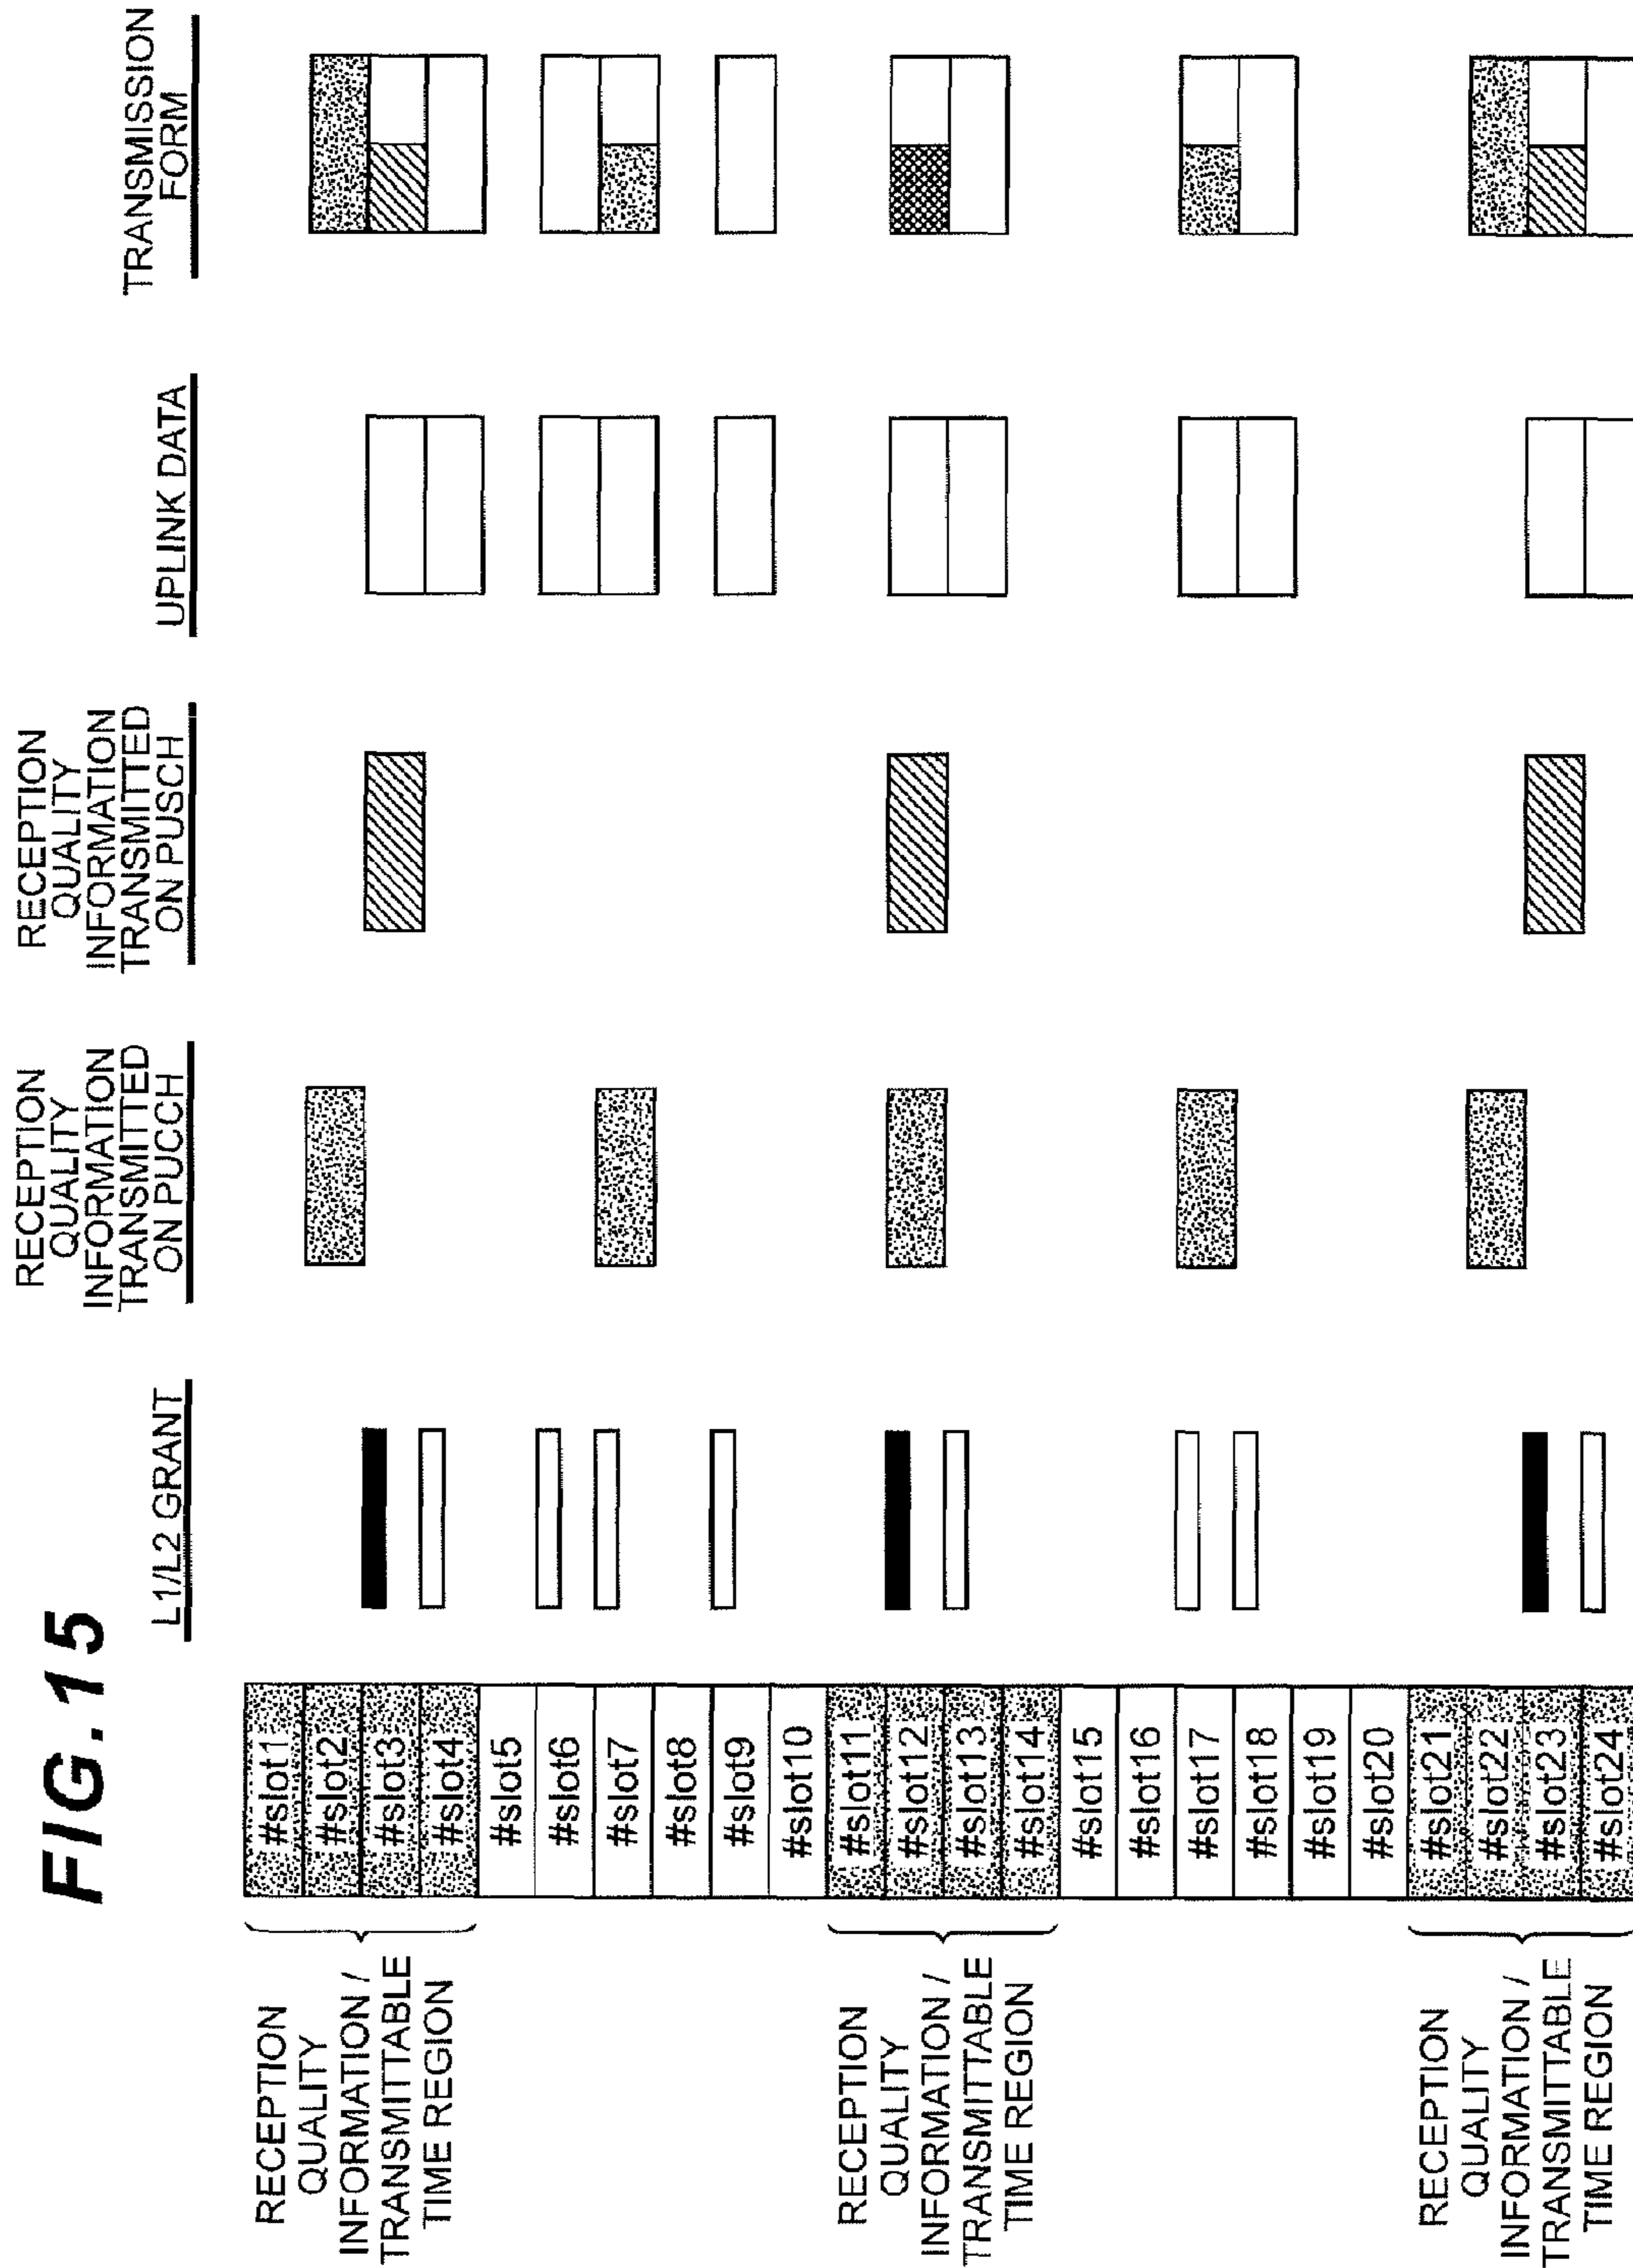 FIG.15
RECEPTION
QUALITY
INFORMATION /
TRANSMITTABLE
TIME REGION
RECEPTION
QUALITY
INFORMATION /
TRANSMITTABLE
TIME REGION
RECEPTION
QUALITY
INFORMATION /
TRANSMITTABLE
TIME REGION
#slot1
#slot2
#slot3
#slot4
#slot5
#slot6
#slot7
#slot8
#slot9
#slot10
#slot11
#slot12
#slot13
#slot14
#slot15
#slot16
#slot17
#slot18
#slot19
#slot20
#slot21
#slot22
#slot23
#slot24
L1/L2 GRANT
RECEPTION
QUALITY
INFORMATION
TRANSMITTED
ON PUCCH
RECEPTION
QUALITY
INFORMATION
TRANSMITTED
ON PUSCH
UPLINK DATA
TRANSMISSION
FORM